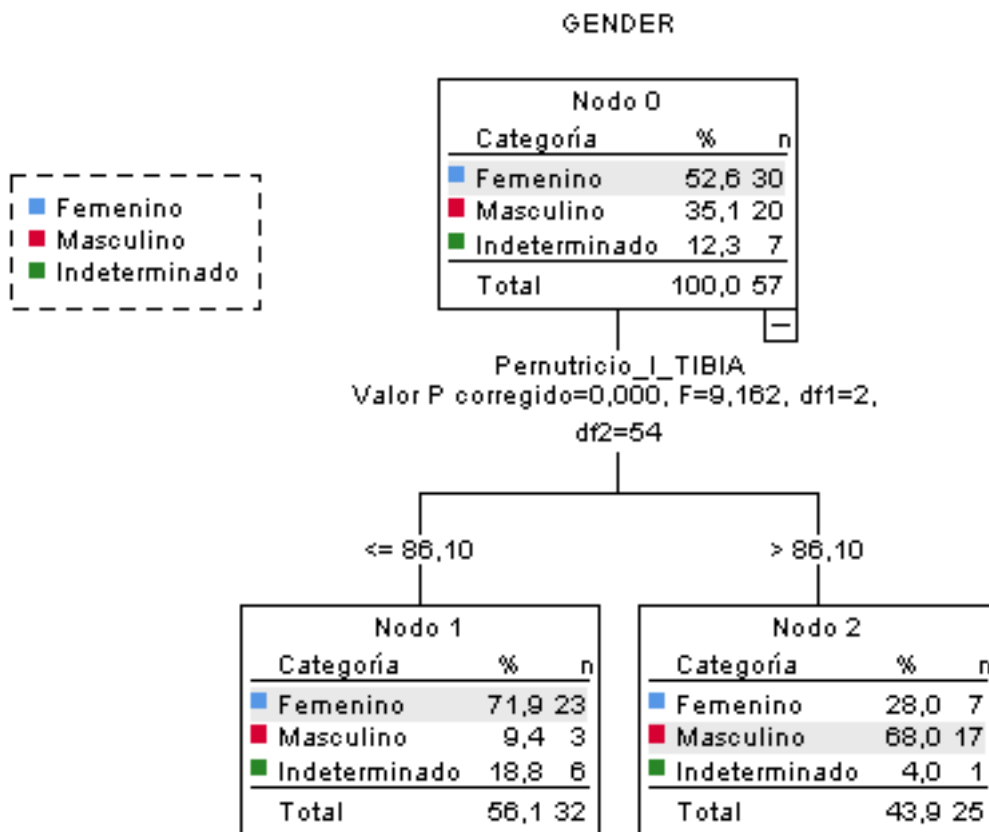 GENDER
Nodo 0
Categoría % n
Femenino 52,6 30
Masculino 35,1 20
Indeterminado 12,3 7
Total 100,0 57
Femenino
Masculino
Indeterminado
Pernutricio_I_TIBIA
Valor P corregido=0,000, F=9,162, df1=2,
df2=54
<= 86,10
> 86,10
Nodo 1
Categoría % n
Femenino 71,9 23
Masculino 9,4 3
Indeterminado 18,8 6
Total 56,1 32
Nodo 2
Categoría % n
Femenino 28,0 7
Masculino 68,0 17
Indeterminado 4,0 1
Total 43,9 25